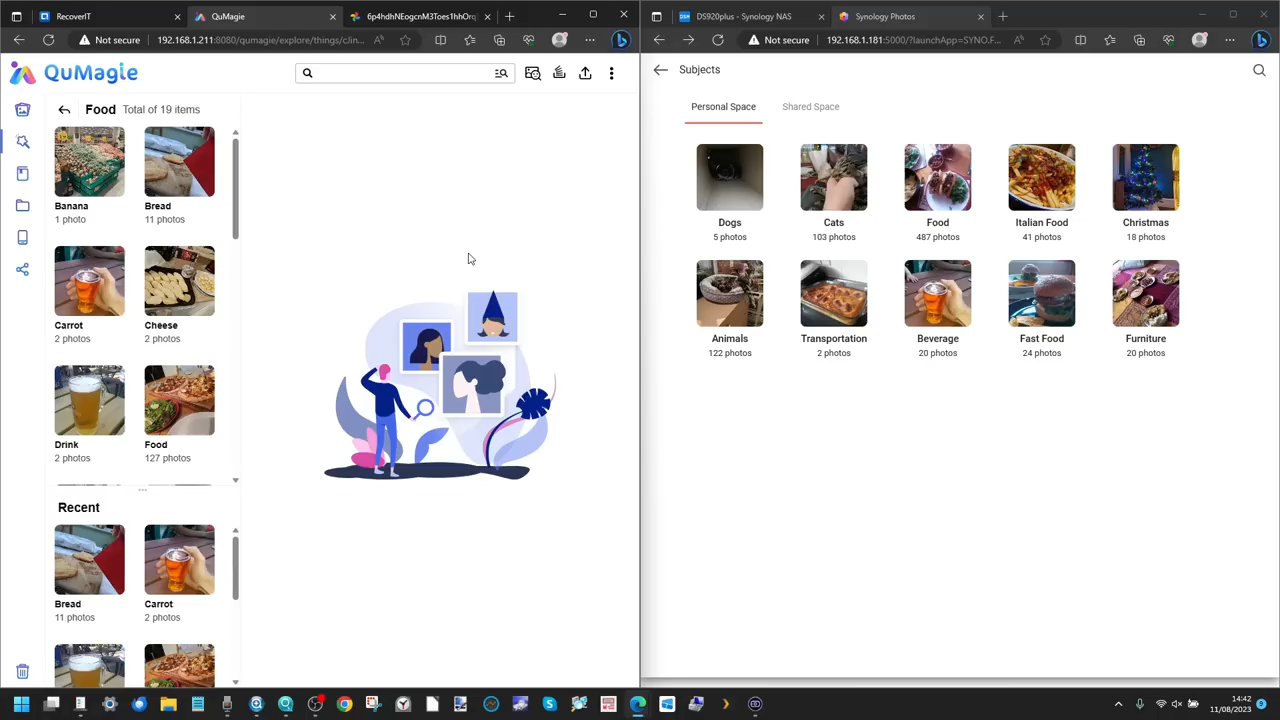 RecoverIT
QuMagie
6p4hdhNEogcnM3Toes1hhOrq
DS920plus - Synology NAS
Synology Photos
Not secure
192.168.1.211:8080/qumagie/explore/things/clin...
Not secure
192.168.1.181:5000/?launchApp=SYNO.F...
QuMagie
Food Total of 19 items
Banana
1 photo
Bread
11 photos
Carrot
2 photos
Cheese
2 photos
Drink
2 photos
Food
127 photos
Recent
Bread
11 photos
Carrot
2 photos
Subjects
Personal Space
Shared Space
Dogs
5 photos
Cats
103 photos
Food
487 photos
Italian Food
41 photos
Christmas
18 photos
Animals
122 photos
Transportation
2 photos
Beverage
20 photos
Fast Food
24 photos
Furniture
20 photos
14:42
11/08/2023